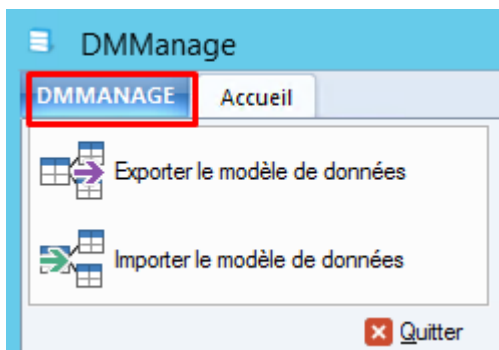 DMManage
DMMANAGE Accueil
Exporter le modèle de données
Importer le modèle de données
Quitter